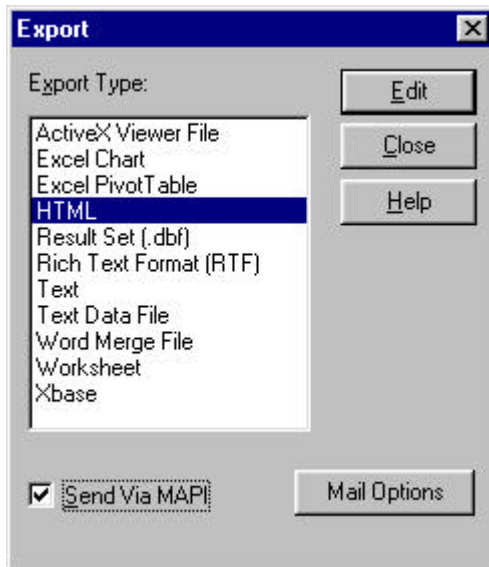 Export
Export Type:
ActiveX Viewer File
Excel Chart
Excel PivotTable
HTML
Result Set (.dbf)
Rich Text Format (RTF)
Text
Text Data File
Word Merge File
Worksheet
Xbase
Edit
Close
Help
Send Via MAPI
Mail Options